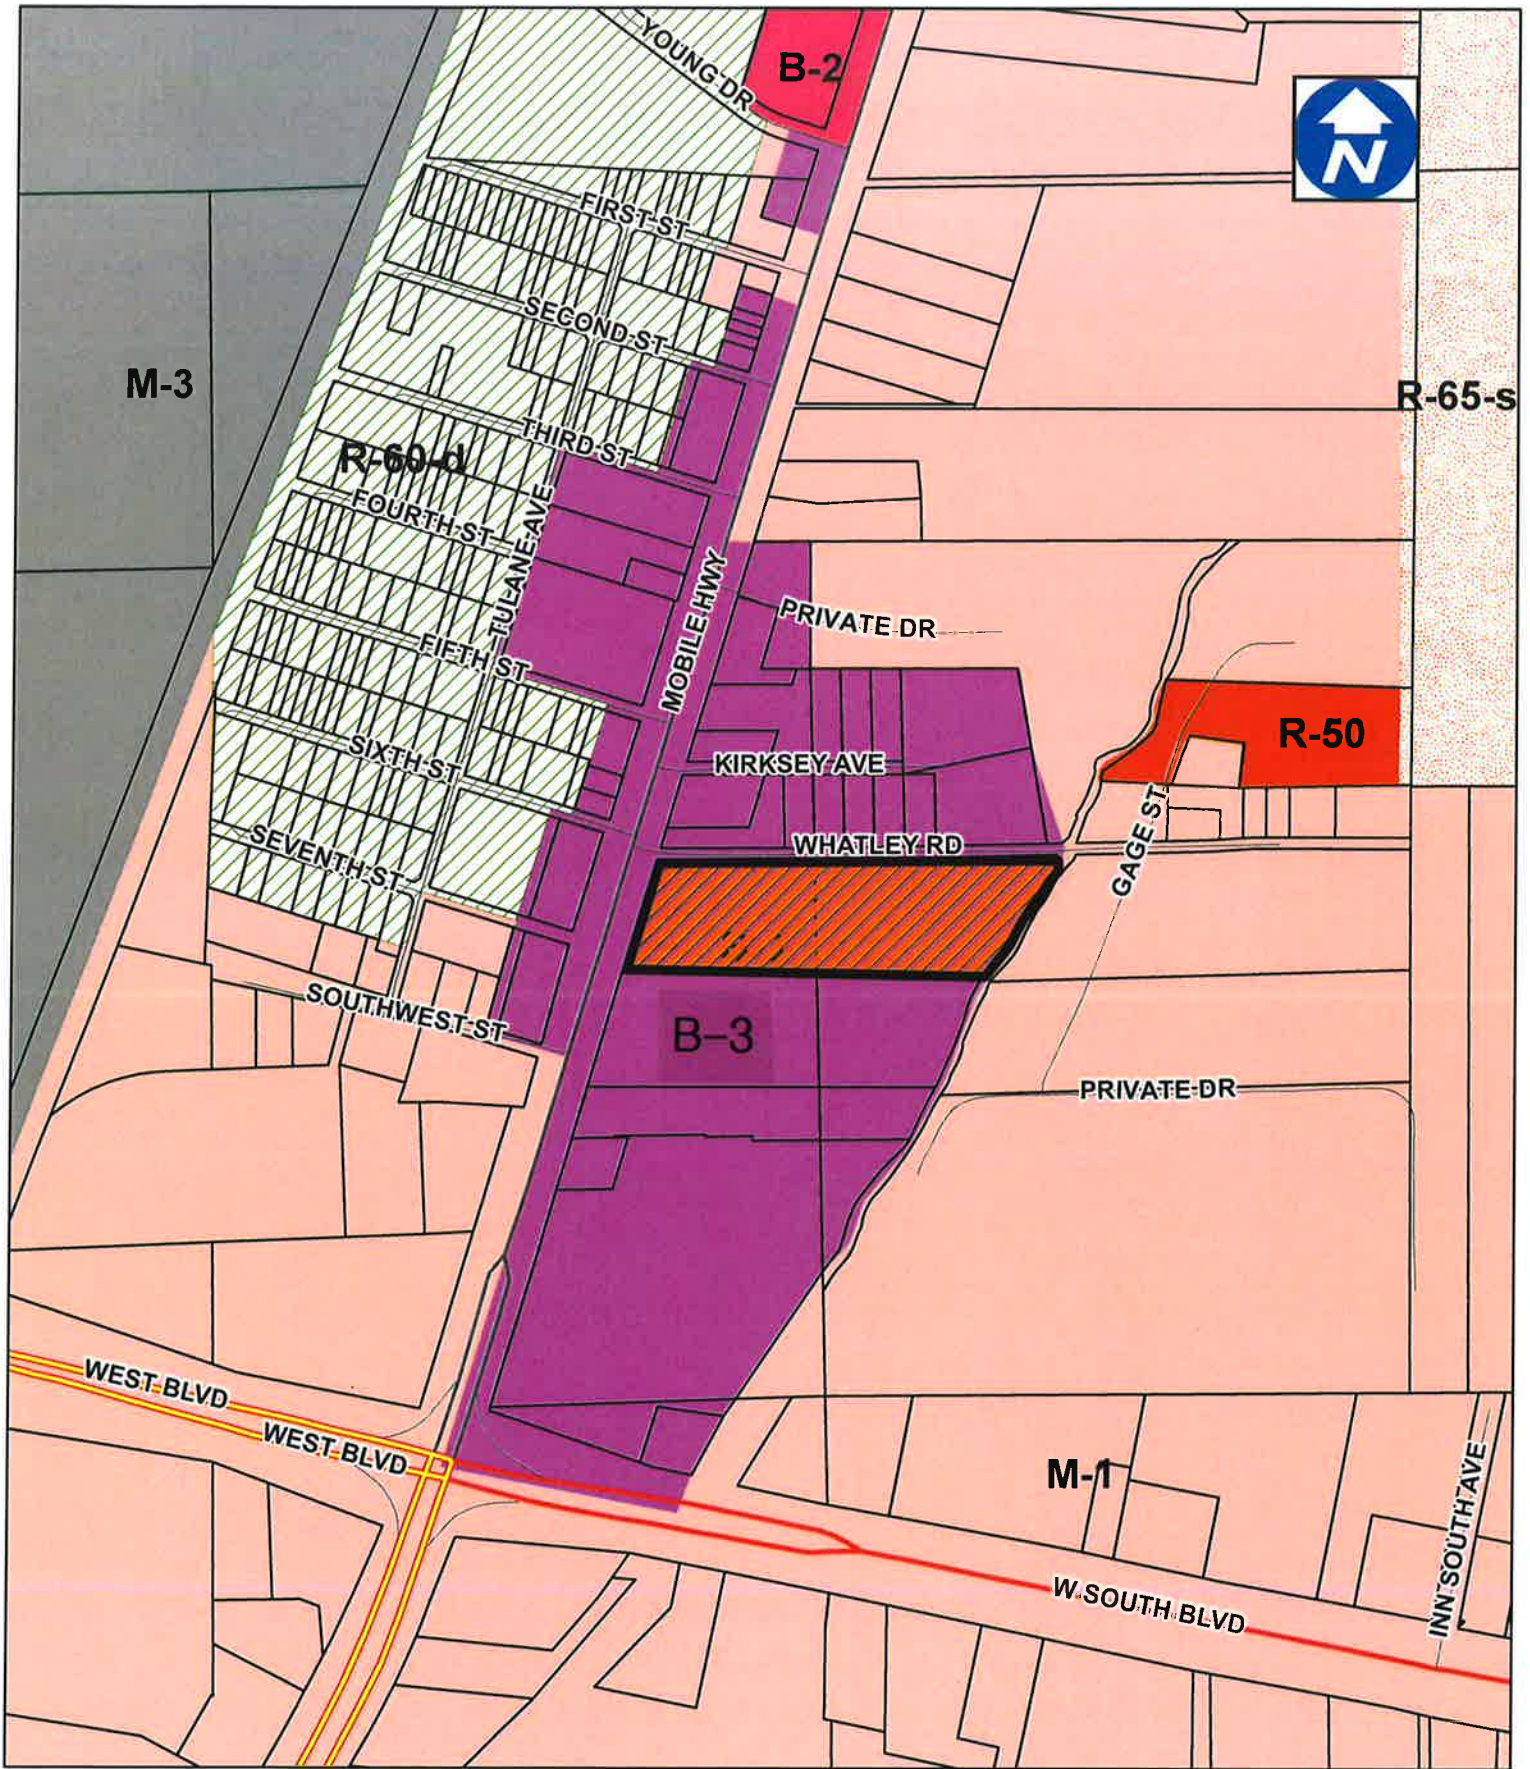 YOUNG DR
B-2
N
FIRST ST
SECOND ST
M-3
R-65-s
THIRD ST
R-60-d
FOURTH ST
TULANE AVE
MOBILE HWY
PRIVATE DR
FIFTH ST
R-50
SIXTH ST
KIRKSEY AVE
GAGE ST
SEVENTH ST
WHATLEY RD
SOUTHWEST ST
B-3
PRIVATE DR
WEST BLVD
WEST BLVD
M-1
INN SOUTH AVE
W SOUTH BLVD